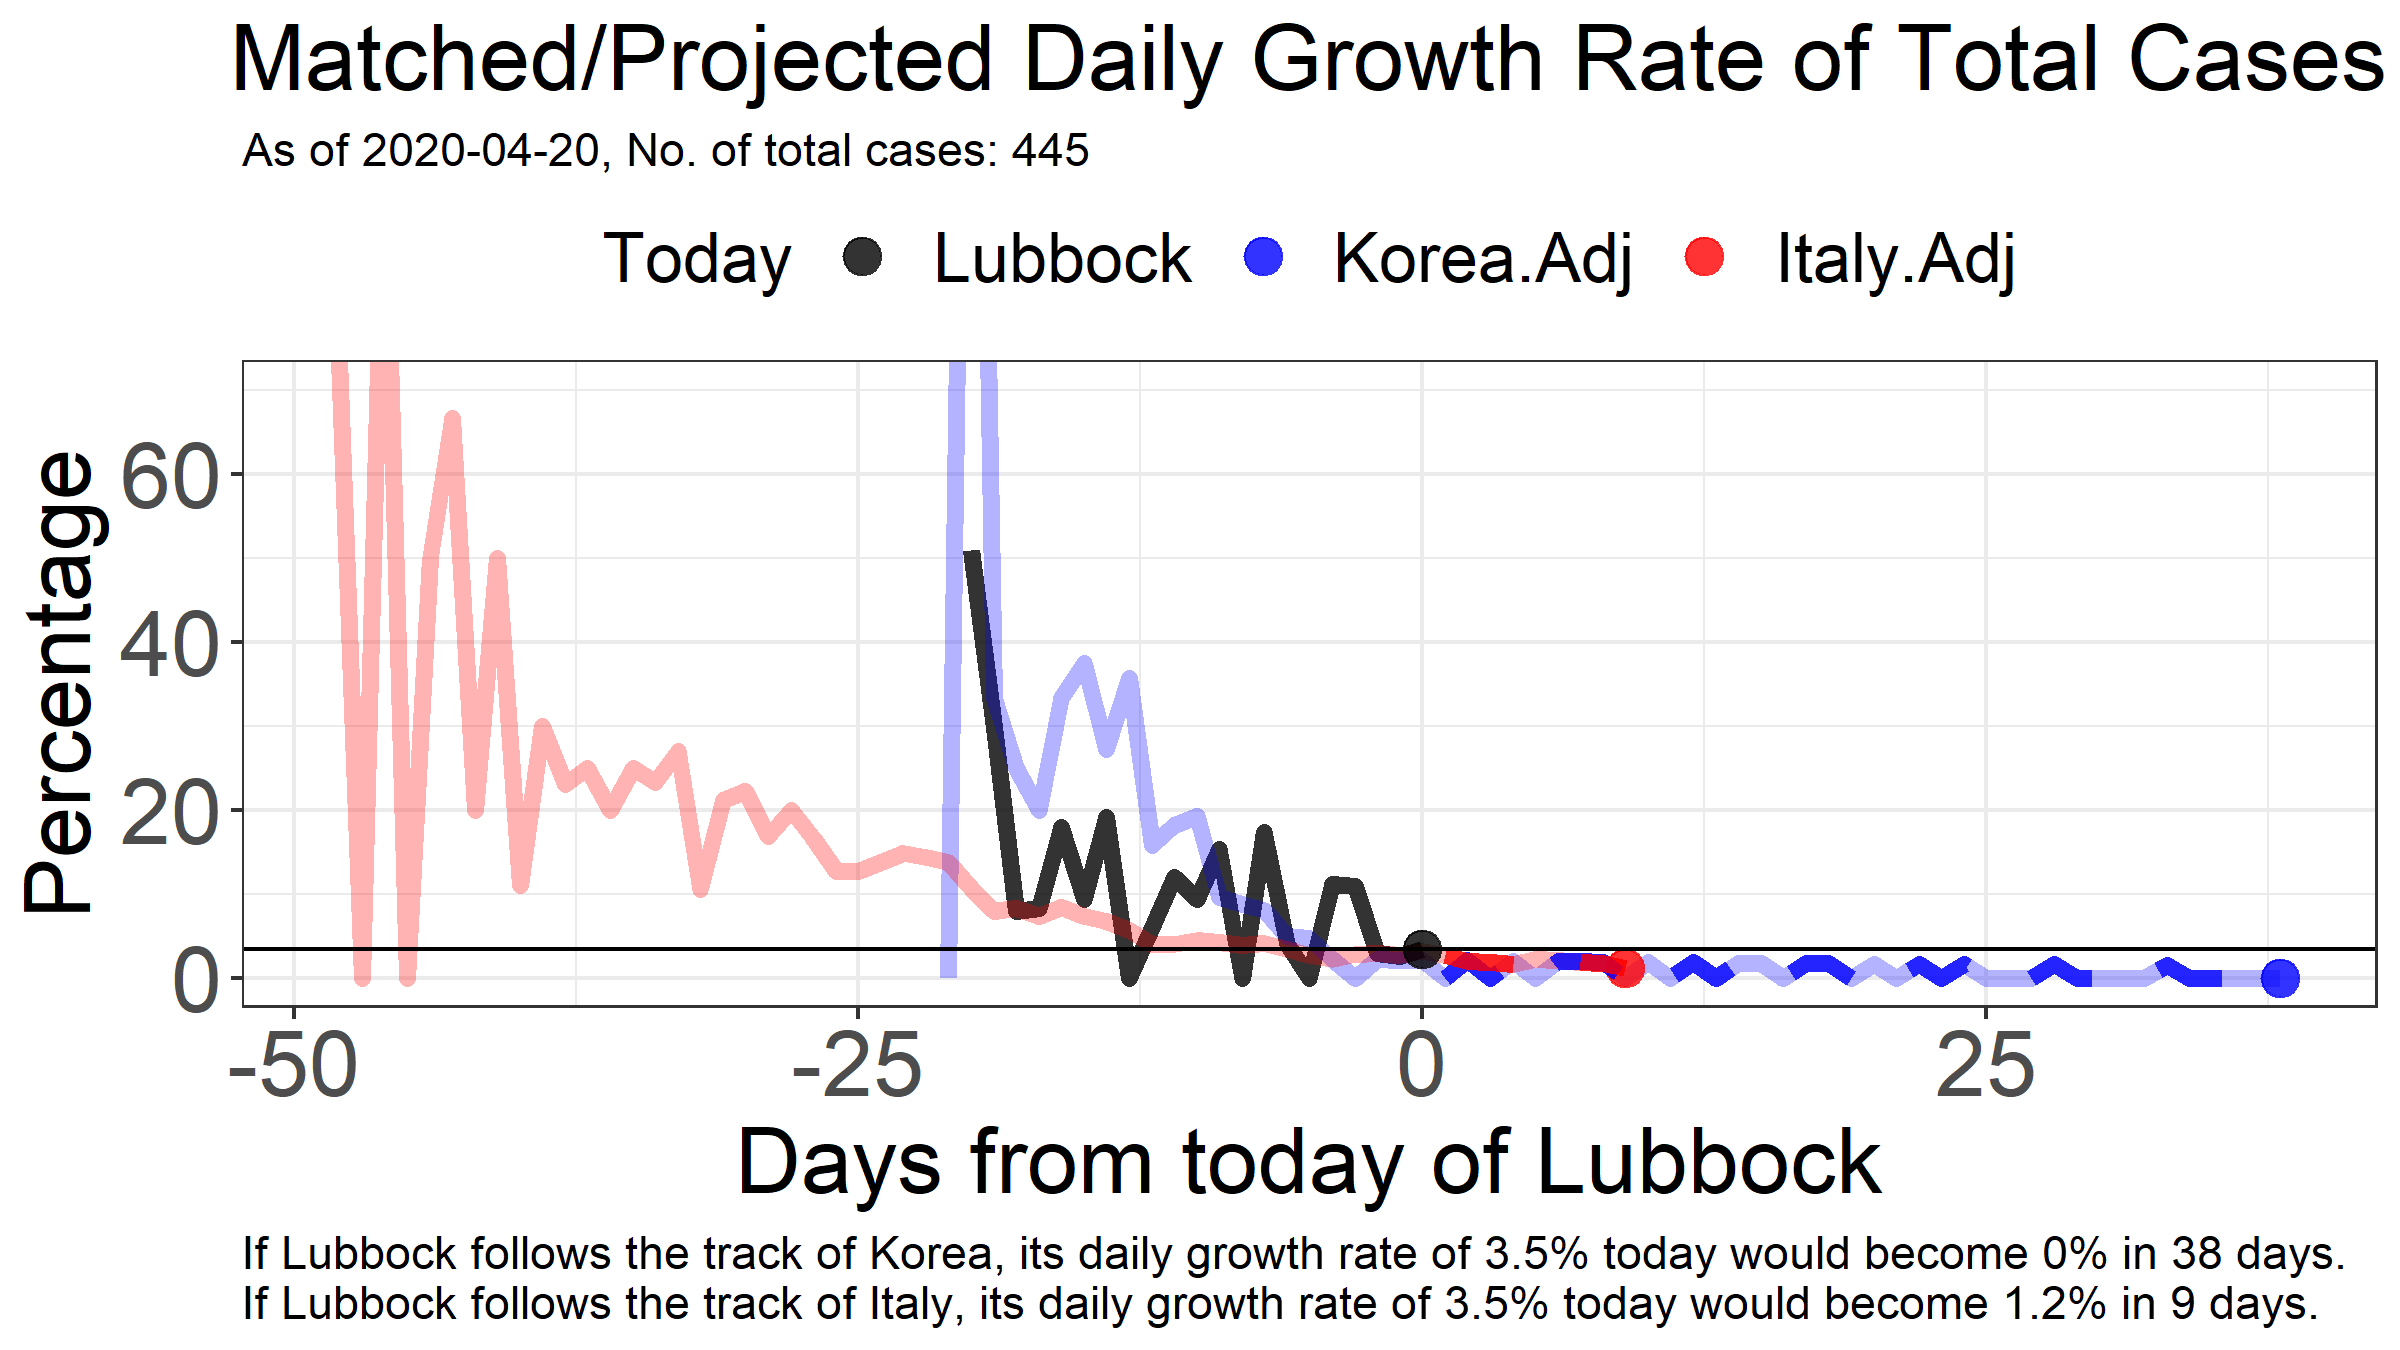 Matched/Projected Daily Growth Rate of Total Cases
As of 2020-04-20, No. of total cases: 445
Today Lubbock Korea.Adj Italy.Adj
Percentage
60
40
20
0
-50 -25 0 25
Days from today of Lubbock
If Lubbock follows the track of Korea, its daily growth rate of 3.5% today would become 0% in 38 days.
If Lubbock follows the track of Italy, its daily growth rate of 3.5% today would become 1.2% in 9 days.